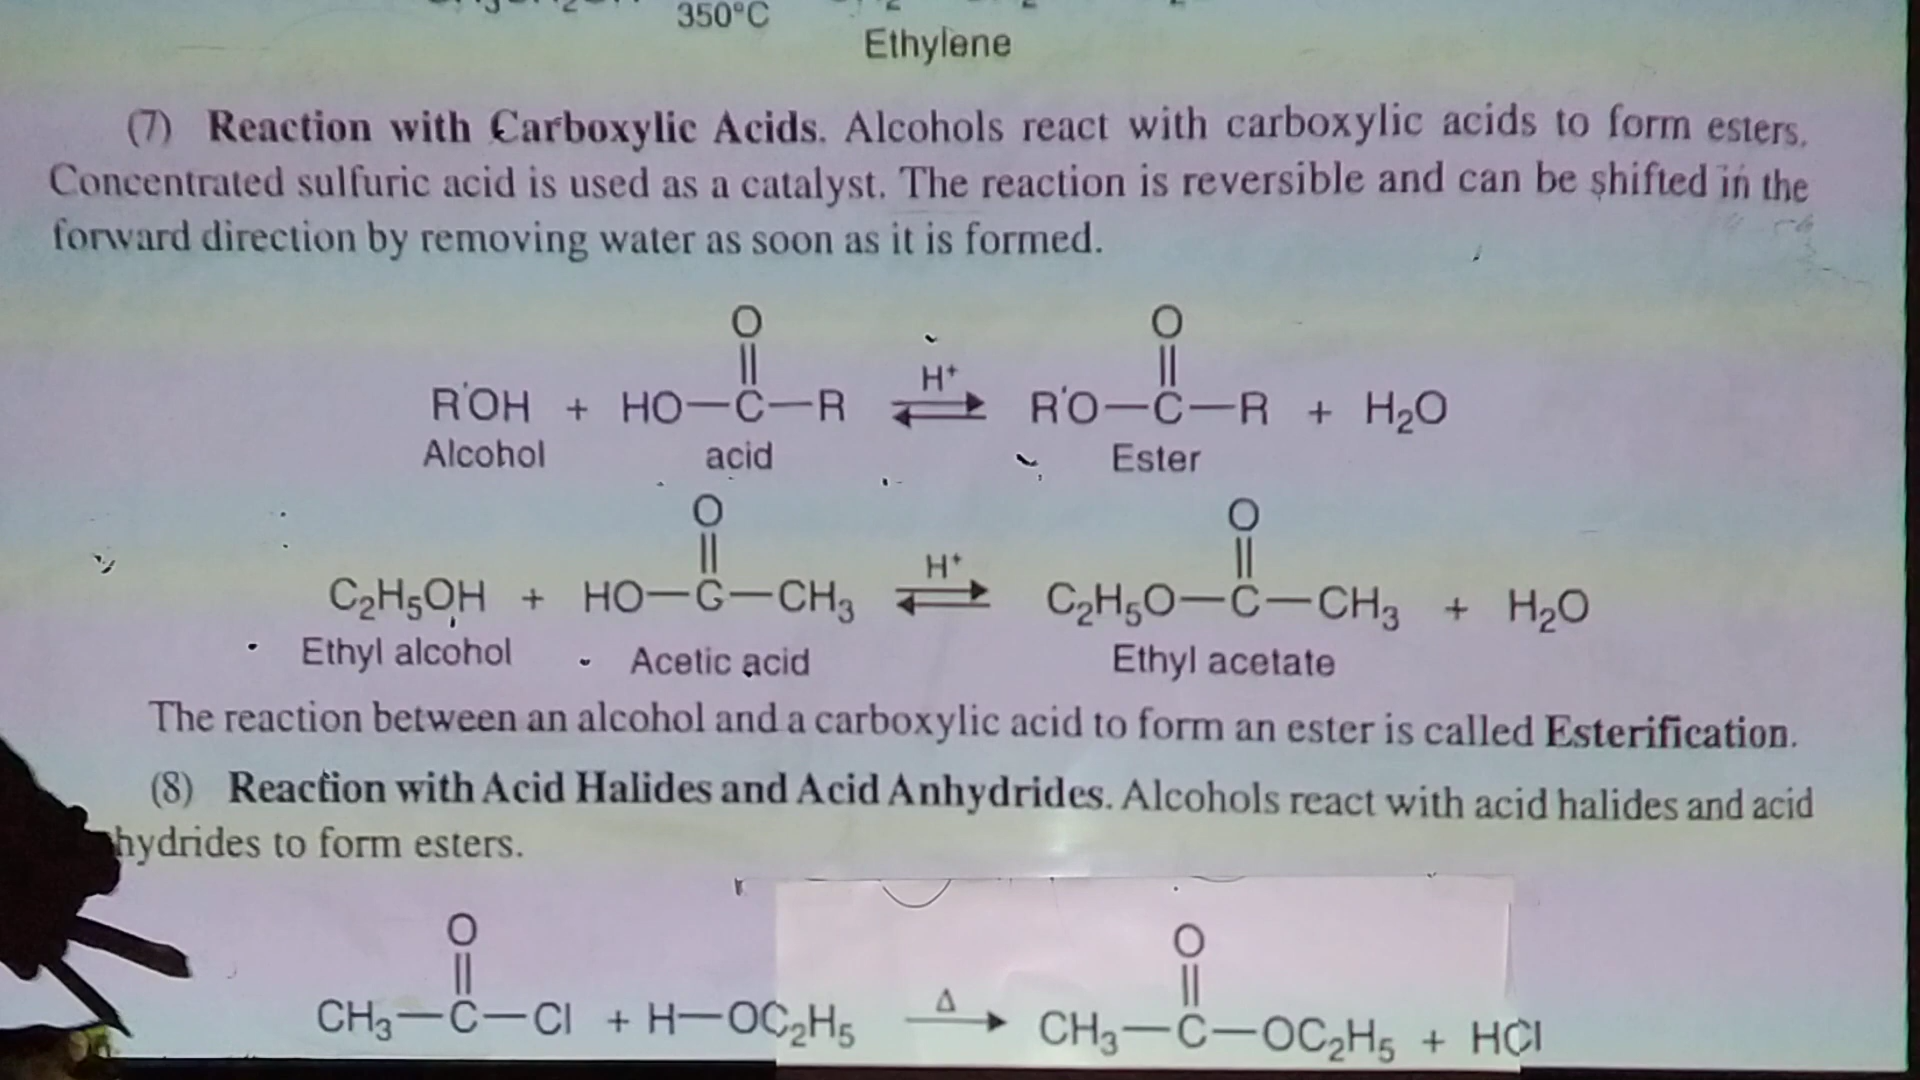 350°C
Ethylene
(7) Reaction with Carboxylic Acids. Alcohols react with carboxylic acids to form esters.
Concentrated sulfuric acid is used as a catalyst. The reaction is reversible and can be shifted in the
forward direction by removing water as soon as it is formed.
O O
|| ||
R'OH + HO—C—R ⇌ H⁺ R'O—C—R + H₂O
Alcohol acid Ester
O O
|| ||
C₂H₅OH + HO—C—CH₃ ⇌ H⁺ C₂H₅O—C—CH₃ + H₂O
Ethyl alcohol Acetic acid Ethyl acetate
The reaction between an alcohol and a carboxylic acid to form an ester is called Esterification.
(8) Reaction with Acid Halides and Acid Anhydrides. Alcohols react with acid halides and acid
hydrides to form esters.
O O
|| ||
CH₃—C—Cl + H—OC₂H₅ Δ→ CH₃—C—OC₂H₅ + HCl